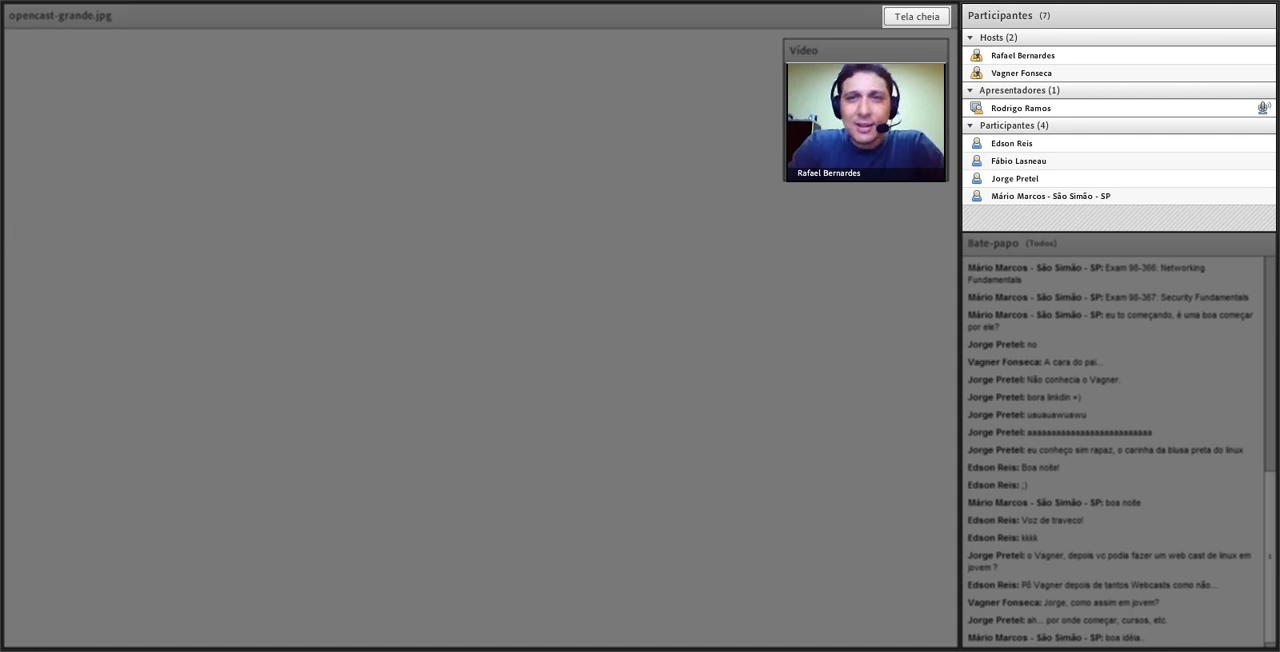 opencast-grande.jpg
Tela cheia
Vídeo
Rafael Bernardes
Participantes (7)
Hosts (2)
Rafael Bernardes
Vagner Fonseca
Apresentadores (1)
Rodrigo Ramos
Participantes (4)
Edson Reis
Fábio Lasneau
Jorge Pretel
Mário Marcos - São Simão - SP
Bate-papo (Todos)
Mário Marcos - São Simão - SP: Exam 98-366: Networking
Fundamentals
Mário Marcos - São Simão - SP: Exam 98-367: Security Fundamentals
Mário Marcos - São Simão - SP: eu to começando, é uma boa começar
por ele?
Jorge Pretel: no
Vagner Fonseca: A cara do pai...
Jorge Pretel: Não conhecia o Vagner.
Jorge Pretel: bora linkdin =)
Jorge Pretel: uauauawuawu
Jorge Pretel: aaaaaaaaaaaaaaaaaaaaaaaaaa
Jorge Pretel: eu conheço sim rapaz, o carinha da blusa preta do linux
Edson Reis: Boa noite!
Edson Reis: ;)
Mário Marcos - São Simão - SP: boa noite
Edson Reis: Voz de traveco!
Edson Reis: kkkk
Jorge Pretel: o Vagner, depois vc podia fazer um web cast de linux em
jovem ?
Edson Reis: Pô Vagner depois de tantos Webcasts como não...
Vagner Fonseca: Jorge, como assim em jovem?
Jorge Pretel: ah... por onde começar, cursos, etc.
Mário Marcos - São Simão - SP: boa idéia..